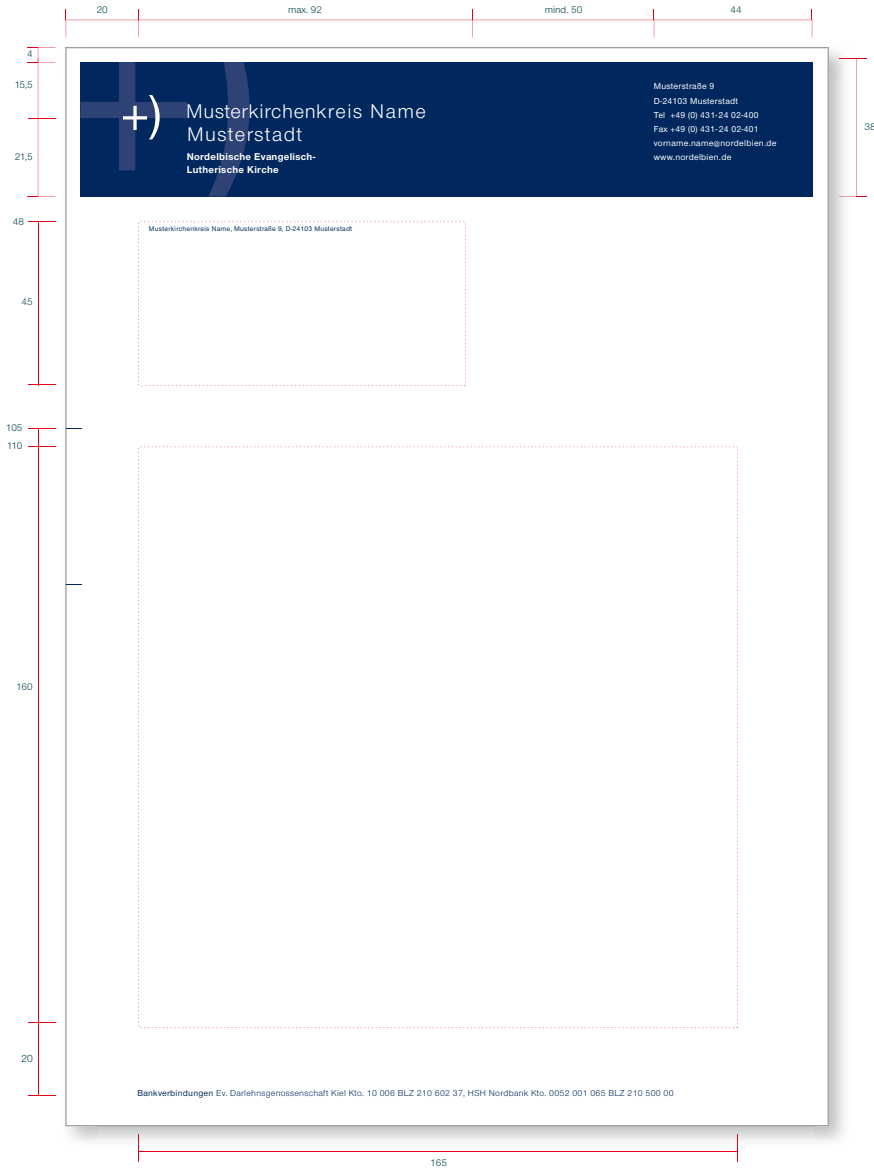 20 max. 92 mind. 50 44
4
15,5
21,5
38
+) Musterkirchenkreis Name
Musterstadt
Nordelbische Evangelisch-
Lutherische Kirche
Musterstraße 9
D-24103 Musterstadt
Tel +49 (0) 431-24 02-400
Fax +49 (0) 431-24 02-401
vorname.name@nordelbien.de
www.nordelbien.de
48
Musterkirchenkreis Name, Musterstraße 9, D-24103 Musterstadt
45
105
110
160
20
Bankverbindungen Ev. Darlehnsgenossenschaft Kiel Kto. 10 006 BLZ 210 602 37, HSH Nordbank Kto. 0052 001 065 BLZ 210 500 00
165